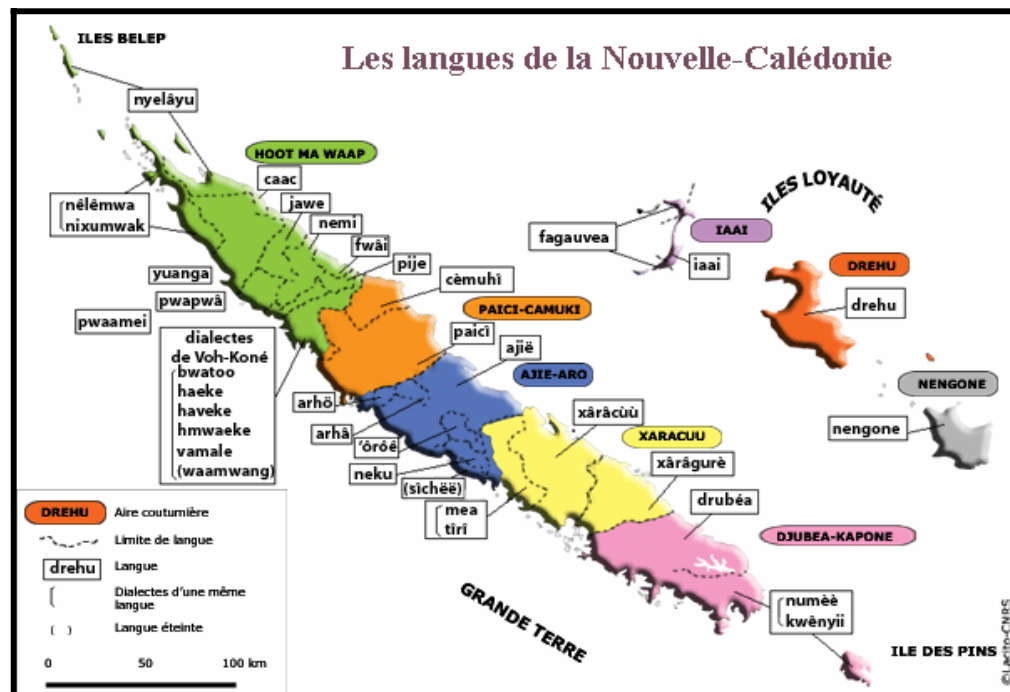 Les langues de la Nouvelle-Calédonie
ILES BELEP
nyelâyu
HOOT MA WAAP
caac
jawe
nemi
fwâi
pije
nêlêmwa
nixumwak
yuanga
pwapwâ
pwaamei
dialectes
de Voh-Koné
bwatoo
haeke
haveke
hmwaeke
vamale
(waamwang)
cèmuhî
PAICI-CAMUKI
paicî
ajië
AJIE-ARO
arhö
arhâ
'ôrôê
neku
(sîchëë)
mea
tîrî
xârâcùù
XARACUU
xârâgurè
drubéa
DJUBEA-KAPONE
numèè
kwênyii
ILE DES PINS
GRANDE TERRE
ILES LOYAUTÉ
fagauvea
IAAI
iaai
DREHU
drehu
NENGONE
nengone
DREHU Aire coutumière
Limite de langue
drehu Langue
Dialectes d'une même
langue
( ) Langue éteinte
0 50 100 km
©Lacito-CNRS